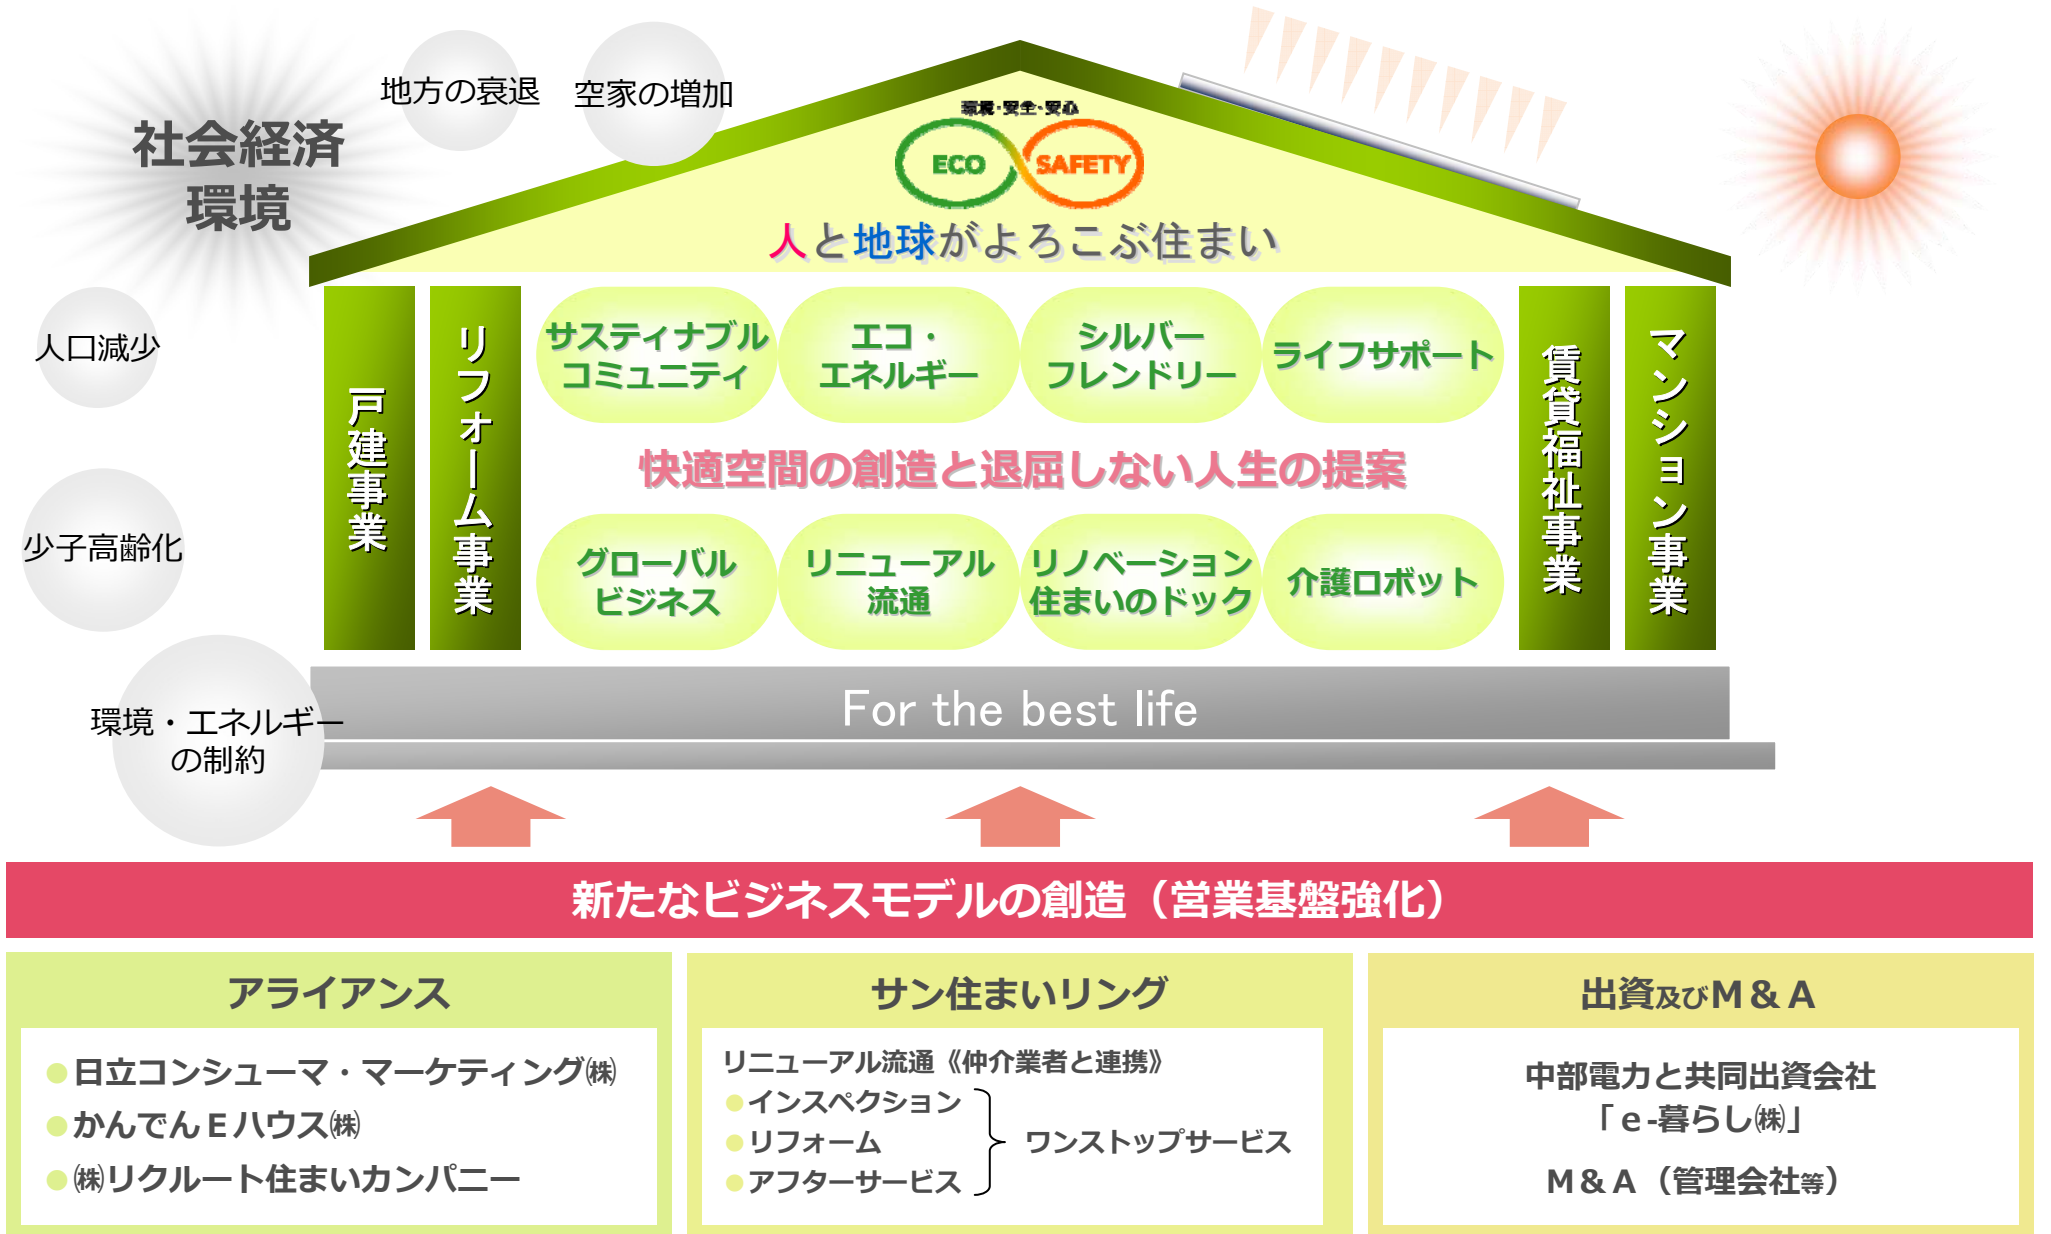 社会経済
環境
地方の衰退
空家の増加
人口減少
少子高齢化
環境・エネルギー
の制約
環境・安全・安心
ECO
SAFETY
人と地球がよろこぶ住まい
戸建事業
リフォーム事業
サスティナブル
コミュニティ
エコ・
エネルギー
シルバー
フレンドリー
ライフサポート
快適空間の創造と退屈しない人生の提案
グローバル
ビジネス
リニューアル
流通
リノベーション
住まいのドック
介護ロボット
賃貸福祉事業
マンション事業
For the best life
新たなビジネスモデルの創造（営業基盤強化）
アライアンス
●日立コンシューマ・マーケティング㈱
●かんでんＥハウス㈱
●㈱リクルート住まいカンパニー
サン住まいリング
リニューアル流通《仲介業者と連携》
●インスペクション
●リフォーム
●アフターサービス
ワンストップサービス
出資及びＭ＆Ａ
中部電力と共同出資会社
「ｅ-暮らし㈱」
Ｍ＆Ａ（管理会社等）